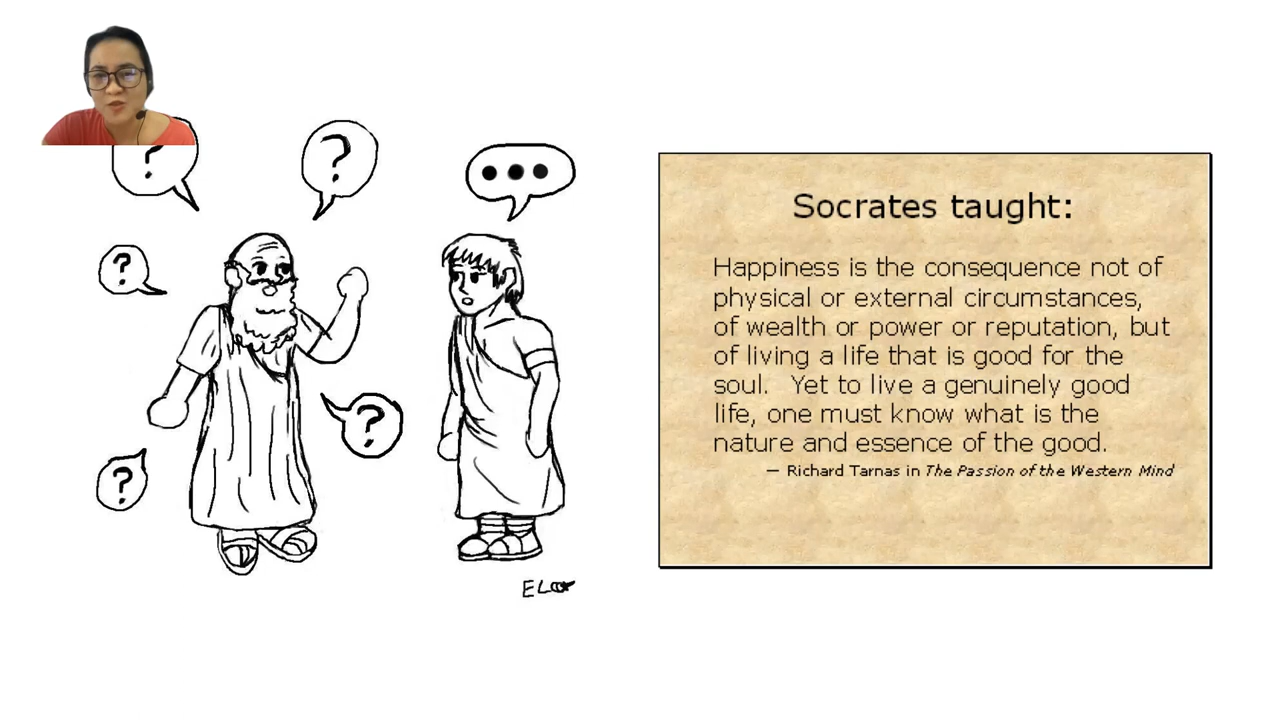 ?
?
● ● ●
?
?
?
Socrates taught:
Happiness is the consequence not of
physical or external circumstances,
of wealth or power or reputation, but
of living a life that is good for the
soul. Yet to live a genuinely good
life, one must know what is the
nature and essence of the good.
— Richard Tarnas in The Passion of the Western Mind